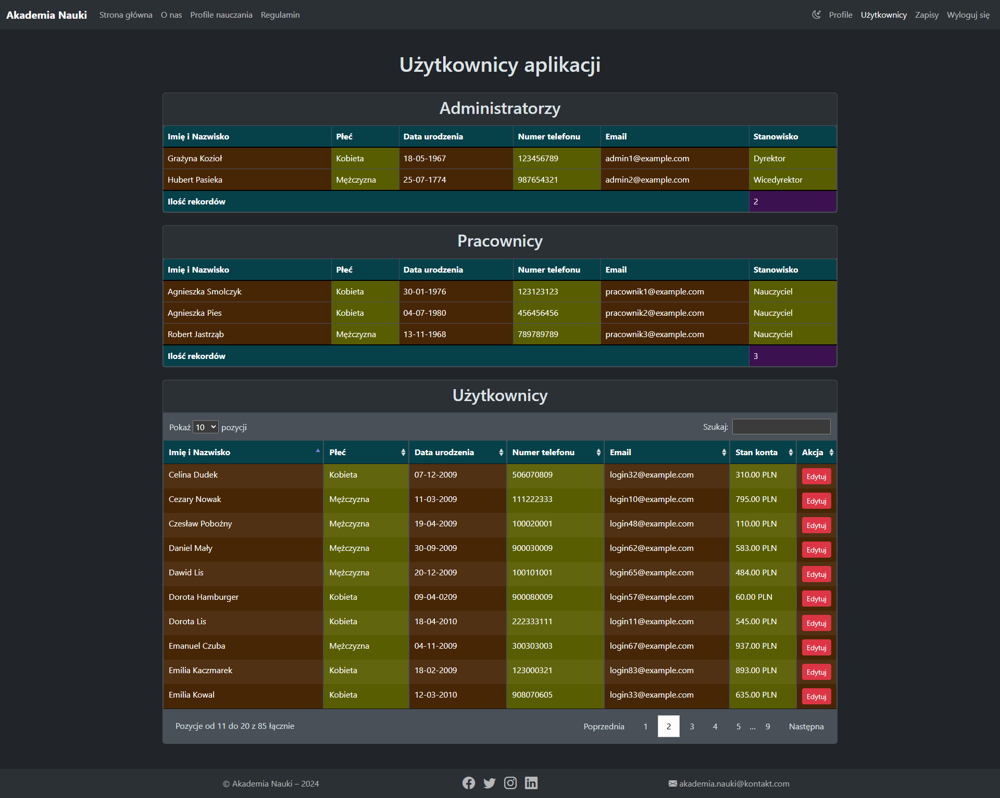 Akademia Nauki Strona główna O nas Profile nauczania Regulamin Profile Użytkownicy Zapisy Wyloguj się
Użytkownicy aplikacji
Administratorzy
Imię i Nazwisko Płeć Data urodzenia Numer telefonu Email Stanowisko
Grażyna Kozioł Kobieta 18-05-1967 123456789 admin1@example.com Dyrektor
Hubert Pasieka Mężczyzna 25-07-1774 987654321 admin2@example.com Wicedyrektor
Ilość rekordów 2
Pracownicy
Imię i Nazwisko Płeć Data urodzenia Numer telefonu Email Stanowisko
Agnieszka Smolczyk Kobieta 30-01-1976 123123123 pracownik1@example.com Nauczyciel
Agnieszka Pies Kobieta 04-07-1980 456456456 pracownik2@example.com Nauczyciel
Robert Jastrząb Mężczyzna 13-11-1968 789789789 pracownik3@example.com Nauczyciel
Ilość rekordów 3
Użytkownicy
Pokaż 10 pozycji Szukaj:
Imię i Nazwisko Płeć Data urodzenia Numer telefonu Email Stan konta Akcja
Celina Dudek Kobieta 07-12-2009 506070809 login32@example.com 310.00 PLN Edytuj
Cezary Nowak Mężczyzna 11-03-2009 111222333 login10@example.com 795.00 PLN Edytuj
Czesław Pobożny Mężczyzna 19-04-2009 100020001 login48@example.com 110.00 PLN Edytuj
Daniel Mały Mężczyzna 30-09-2009 900030009 login62@example.com 583.00 PLN Edytuj
Dawid Lis Mężczyzna 20-12-2009 100101001 login65@example.com 484.00 PLN Edytuj
Dorota Hamburger Kobieta 09-04-0209 900080009 login57@example.com 60.00 PLN Edytuj
Dorota Lis Kobieta 18-04-2010 222333111 login11@example.com 545.00 PLN Edytuj
Emanuel Czuba Mężczyzna 04-11-2009 300303003 login67@example.com 937.00 PLN Edytuj
Emilia Kaczmarek Kobieta 18-02-2009 123000321 login83@example.com 893.00 PLN Edytuj
Emilia Kowal Kobieta 12-03-2010 908070605 login33@example.com 635.00 PLN Edytuj
Pozycje od 11 do 20 z 85 łącznie Poprzednia 1 2 3 4 5 … 9 Następna
© Akademia Nauki – 2024 akademia.nauki@kontakt.com